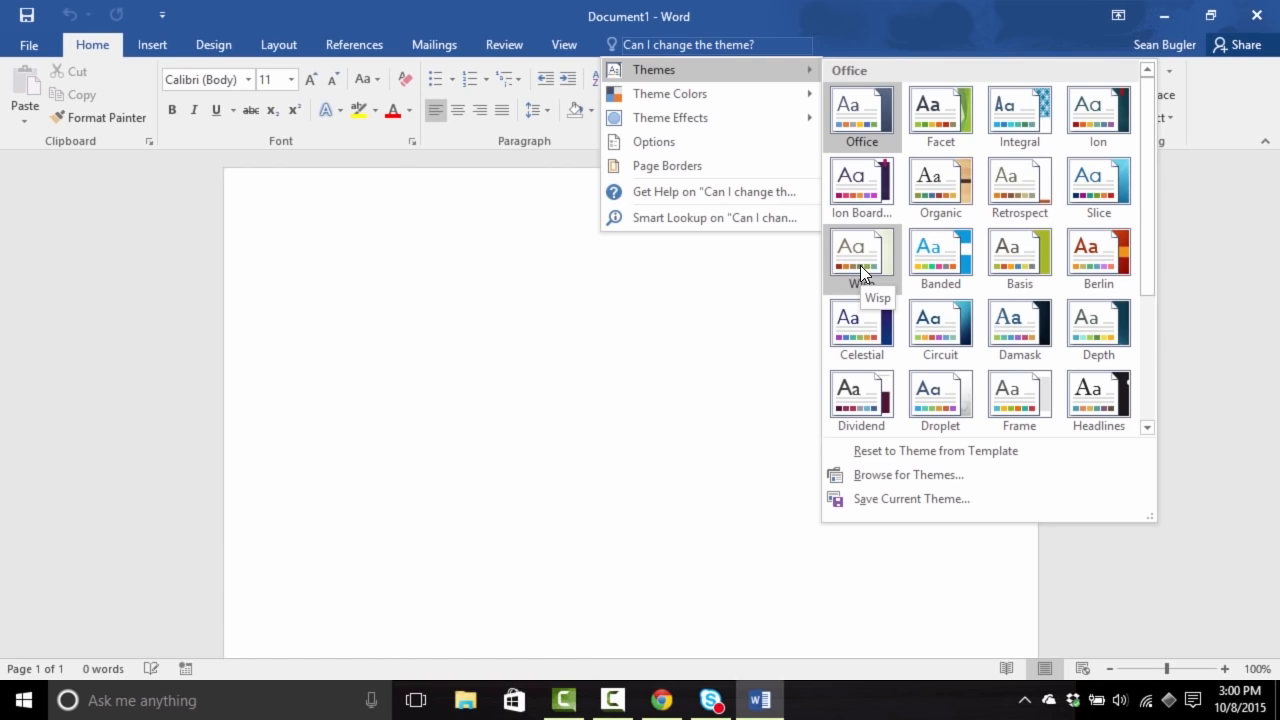 Document1 - Word
File Home Insert Design Layout References Mailings Review View Can I change the theme? Sean Bugler Share
Paste
Cut
Copy
Format Painter
Clipboard
Calibri (Body) 11
Aa
B I U abc x₂ x² A ab A
Font
Paragraph
Themes
Theme Colors
Theme Effects
Options
Page Borders
Get Help on "Can I change th...
Smart Lookup on "Can I chan...
Office
Aa Aa Aa Aa
Office Facet Integral Ion
Aa Aa Aa Aa
Ion Board... Organic Retrospect Slice
Aa Aa Aa Aa
Banded Basis Berlin
Wisp
Aa Aa Aa Aa
Celestial Circuit Damask Depth
Aa Aa Aa Aa
Dividend Droplet Frame Headlines
Reset to Theme from Template
Browse for Themes...
Save Current Theme...
Page 1 of 1 0 words 100%
Ask me anything
3:00 PM
10/8/2015